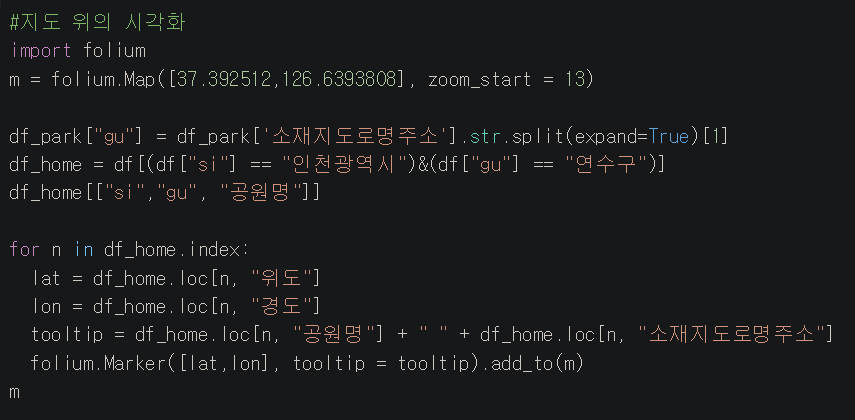 #지도 위의 시각화
import folium
m = folium.Map([37.392512,126.6393808], zoom_start = 13)
df_park["gu"] = df_park['소재지도로명주소'].str.split(expand=True)[1]
df_home = df[(df["si"] == "인천광역시")&(df["gu"] == "연수구")]
df_home[["si","gu", "공원명"]]
for n in df_home.index:
  lat = df_home.loc[n, "위도"]
  lon = df_home.loc[n, "경도"]
  tooltip = df_home.loc[n, "공원명"] + " " + df_home.loc[n, "소재지도로명주소"]
  folium.Marker([lat,lon], tooltip = tooltip).add_to(m)
m